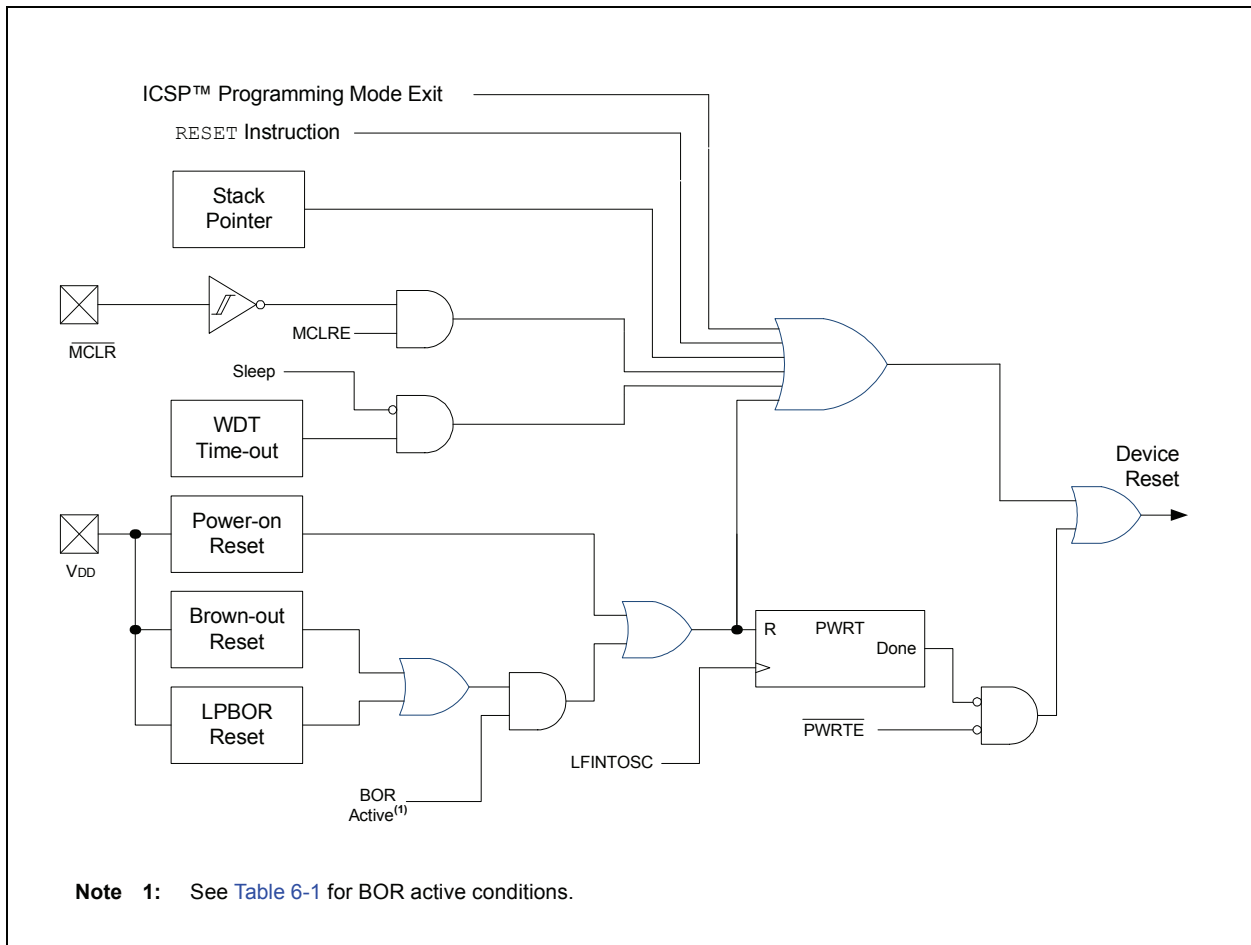 ICSP™ Programming Mode Exit
RESET Instruction
Stack
Pointer
MCLR
MCLRE
Sleep
WDT
Time-out
Device
Reset
VDD
Power-on
Reset
Brown-out
Reset
LPBOR
Reset
R
PWRT
Done
PWRTE
LFINTOSC
BOR
Active(1)
Note 1: See Table 6-1 for BOR active conditions.